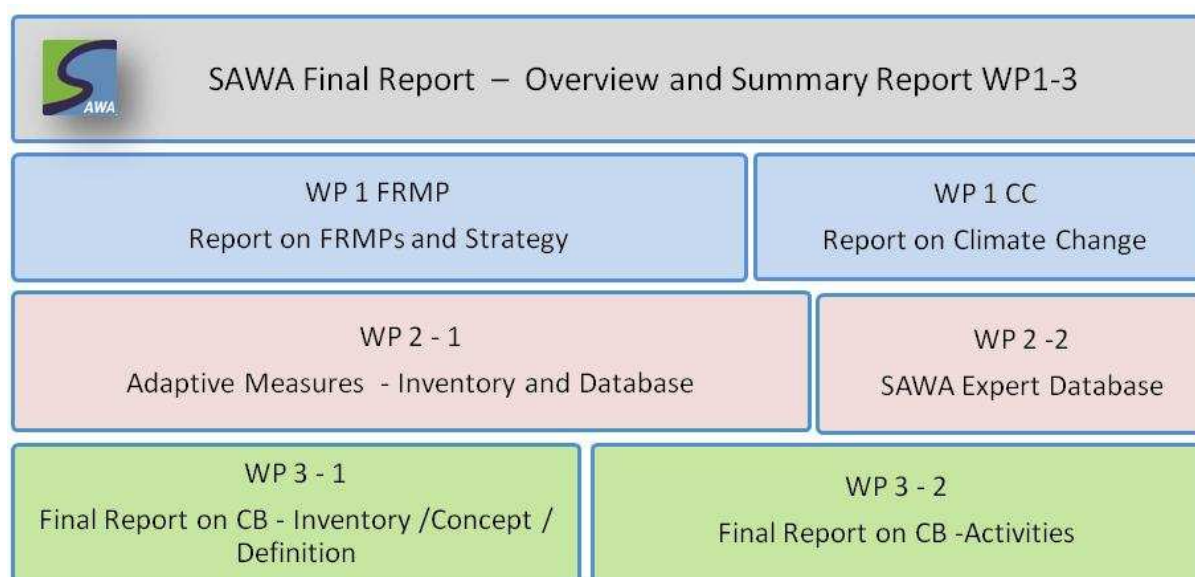 AWA
SAWA Final Report – Overview and Summary Report WP1-3
WP 1 FRMP
Report on FRMPs and Strategy
WP 1 CC
Report on Climate Change
WP 2 - 1
Adaptive Measures - Inventory and Database
WP 2 -2
SAWA Expert Database
WP 3 - 1
Final Report on CB - Inventory /Concept /
Definition
WP 3 - 2
Final Report on CB -Activities